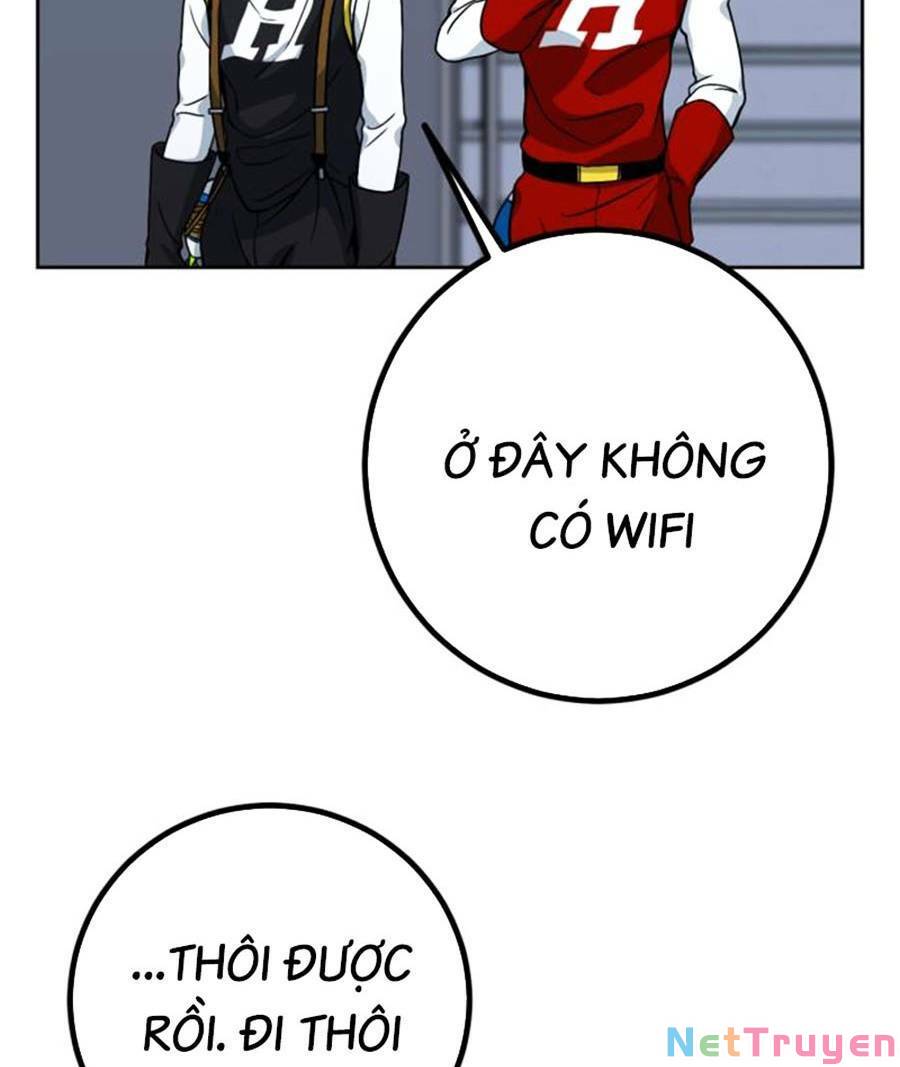 H
H
Ở ĐÂY KHÔNG
CÓ WIFI
...THÔI ĐƯỢC
RỒI. ĐI THÔI
NetTruyen